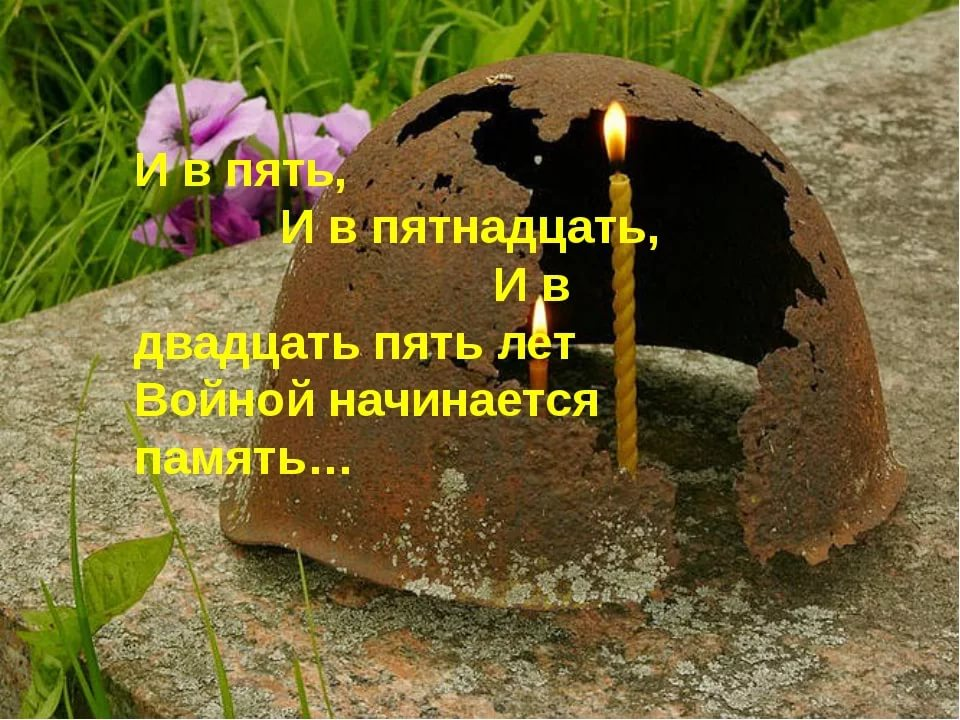 И в пять,
И в пятнадцать,
И в
двадцать пять лет
Войной начинается
память…